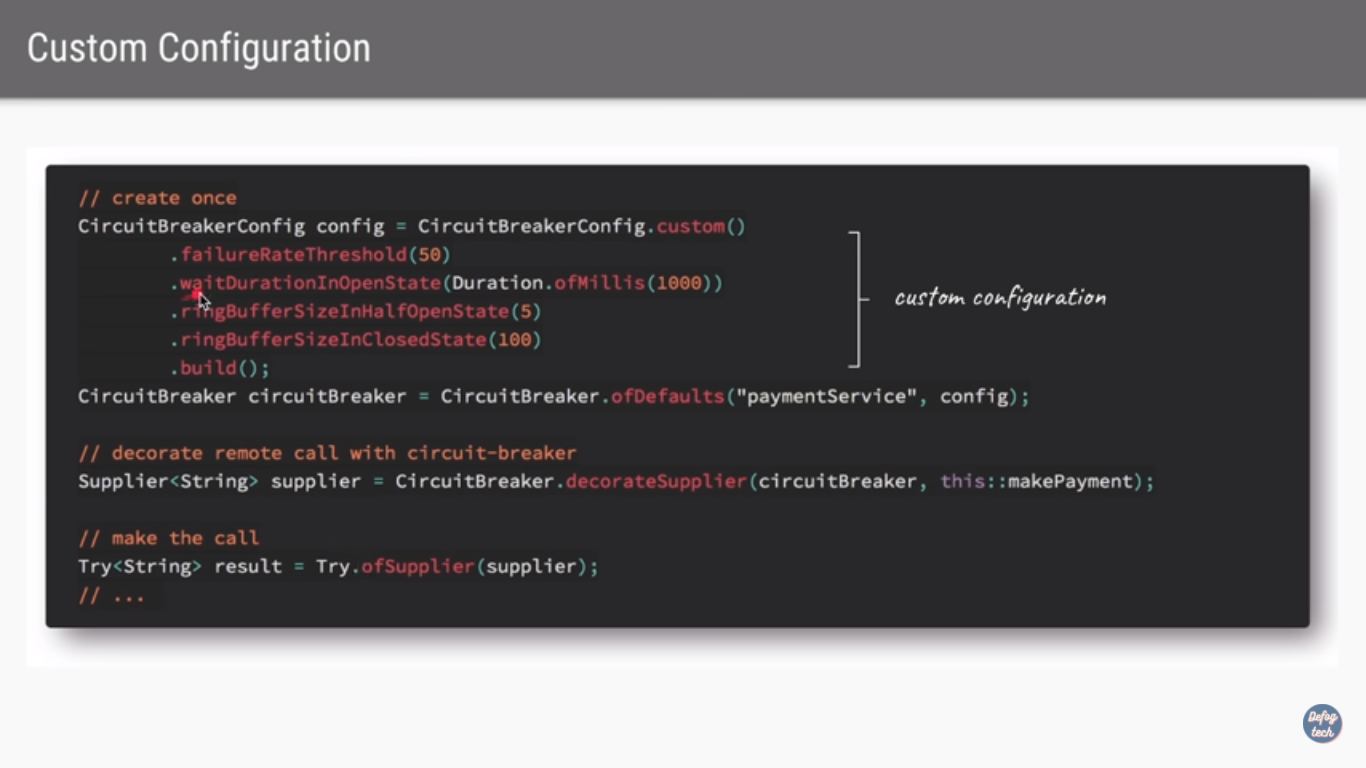 Custom Configuration
// create once
CircuitBreakerConfig config = CircuitBreakerConfig.custom()
.failureRateThreshold(50)
.waitDurationInOpenState(Duration.ofMillis(1000))
.ringBufferSizeInHalfOpenState(5)
.ringBufferSizeInClosedState(100)
.build();
custom configuration
CircuitBreaker circuitBreaker = CircuitBreaker.ofDefaults("paymentService", config);
// decorate remote call with circuit-breaker
Supplier<String> supplier = CircuitBreaker.decorateSupplier(circuitBreaker, this::makePayment);
// make the call
Try<String> result = Try.ofSupplier(supplier);
// ...
Defog
tech